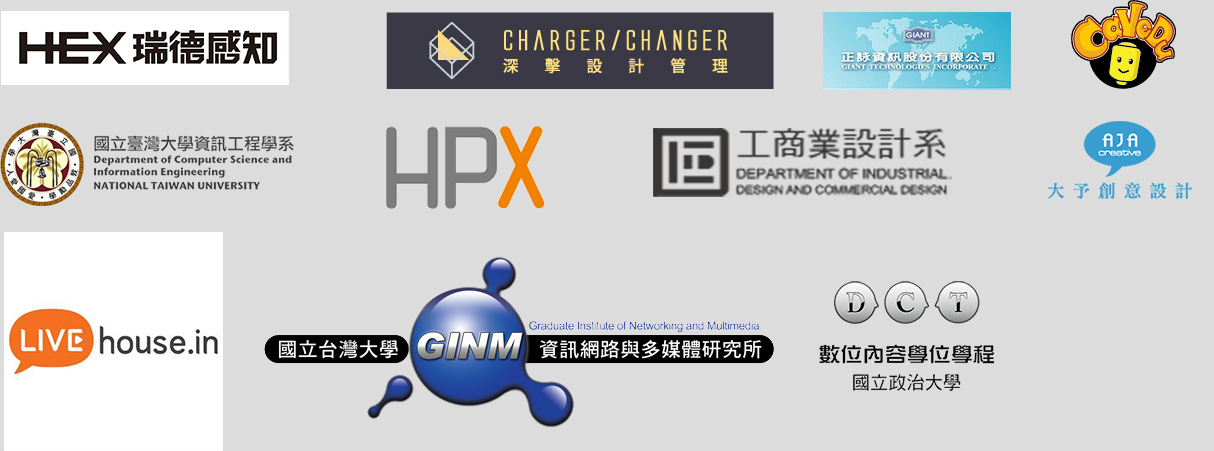 HEX 瑞德感知
CHARGER/CHANGER
深擊設計管理
GIANT
正詠資訊股份有限公司
GIANT TECHNOLOGIES INCORPORATE
CAVEDU
國立臺灣大學資訊工程學系
Department of Computer Science and
Information Engineering
NATIONAL TAIWAN UNIVERSITY
HPX
工商業設計系
DEPARTMENT OF INDUSTRIAL
DESIGN AND COMMERCIAL DESIGN
AJA
creative
大予創意設計
LIVE house.in
Graduate Institute of Networking and Multimedia
國立台灣大學 GINM 資訊網路與多媒體研究所
D C T
數位內容學位學程
國立政治大學